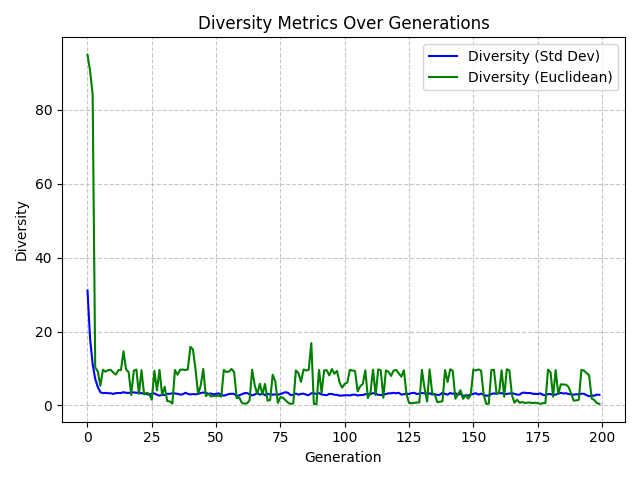 Diversity Metrics Over Generations
Diversity (Std Dev)
Diversity (Euclidean)
Diversity
80
60
40
20
0
0 25 50 75 100 125 150 175 200
Generation